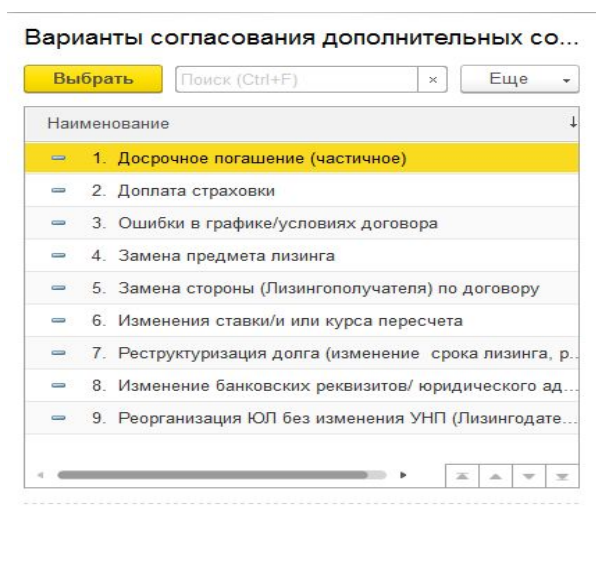 Варианты согласования дополнительных со...
Выбрать Поиск (Ctrl+F) × Еще
Наименование ↓
1. Досрочное погашение (частичное)
2. Доплата страховки
3. Ошибки в графике/условиях договора
4. Замена предмета лизинга
5. Замена стороны (Лизингополучателя) по договору
6. Изменения ставки/и или курса пересчета
7. Реструктуризация долга (изменение срока лизинга, р...
8. Изменение банковских реквизитов/ юридического ад...
9. Реорганизация ЮЛ без изменения УНП (Лизингодате...